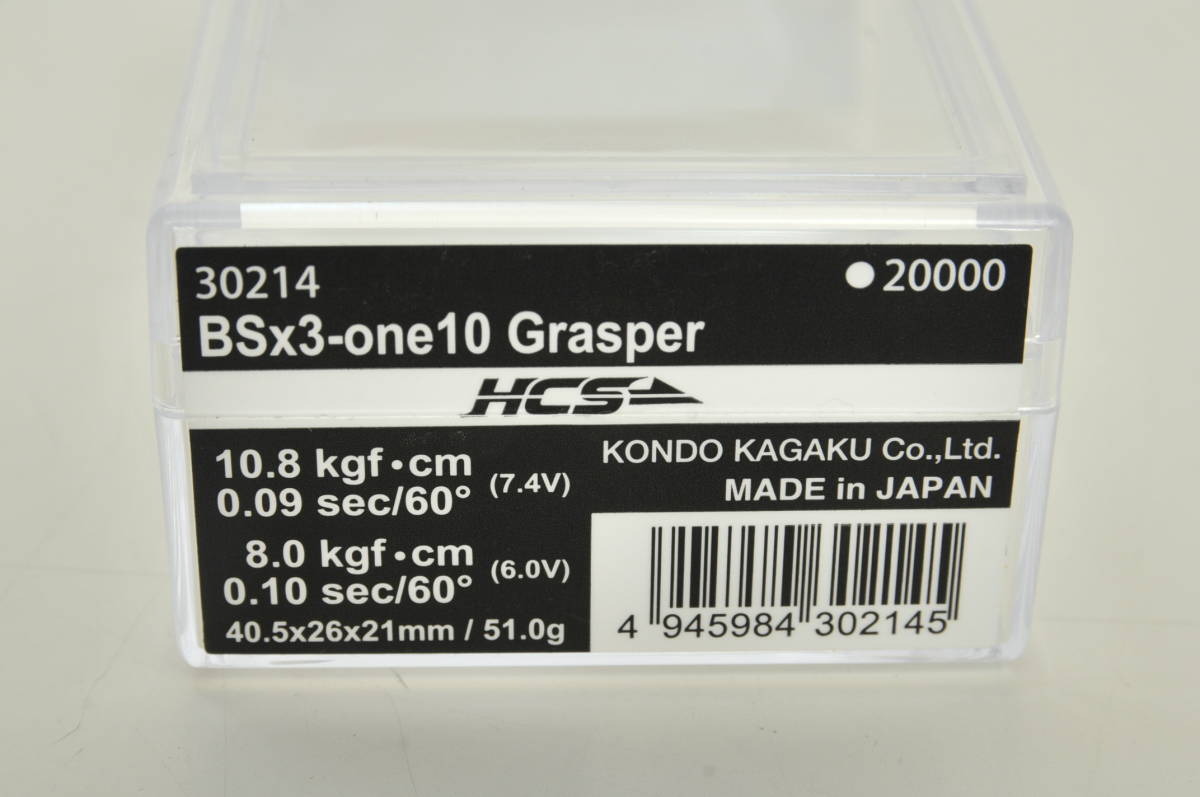 30214
●20000
BSx3-one10 Grasper
HCS
10.8 kgf•cm
0.09 sec/60° (7.4V)
8.0 kgf•cm
0.10 sec/60° (6.0V)
40.5x26x21mm / 51.0g
KONDO KAGAKU Co.,Ltd.
MADE in JAPAN
4 945984 302145